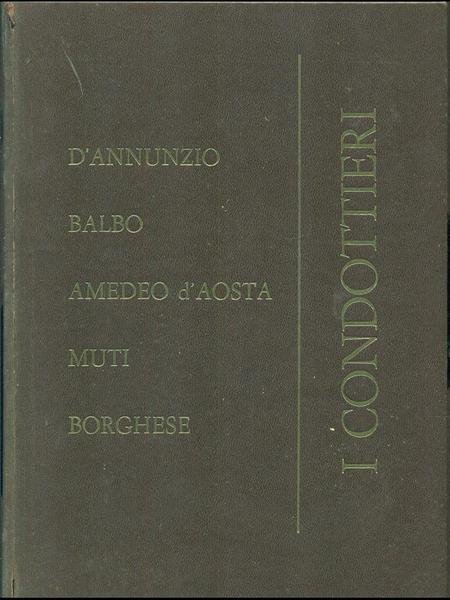 D'ANNUNZIO
BALBO
AMEDEO d'AOSTA
MUTI
BORGHESE
I CONDOTTIERI